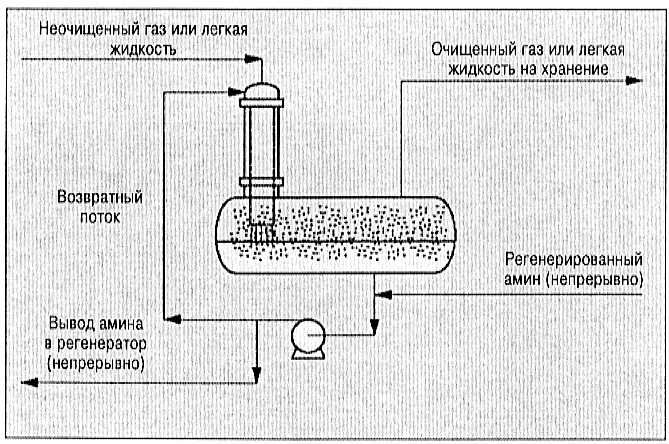 Неочищенный газ или легкая
жидкость
Очищенный газ или легкая
жидкость на хранение
Возвратный
поток
Регенерированный
амин (непрерывно)
Вывод амина
в регенератор
(непрерывно)